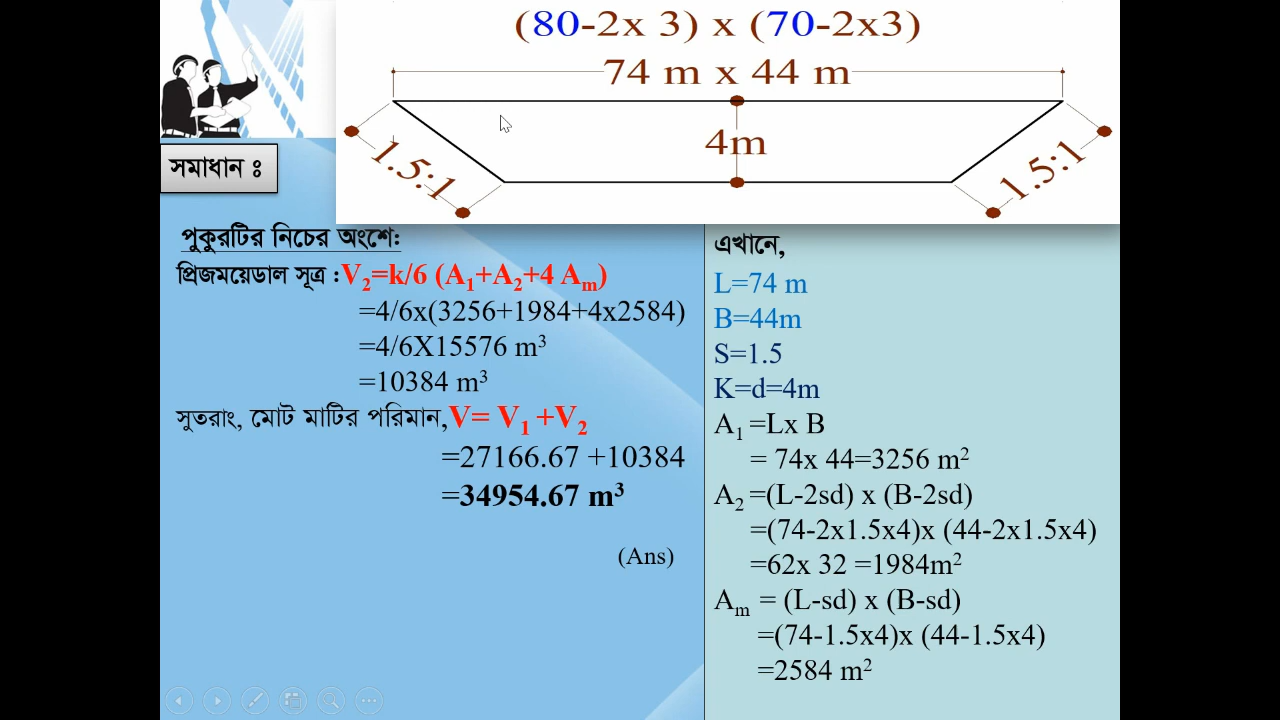 (80-2x 3) x (70-2x3)
74 m x 44 m
4m
1.5:1
1.5:1
সমাধান ঃ
পুকুরটির নিচের অংশে:
প্রিজময়েডাল সূত্র :V₂=k/6 (A₁+A₂+4 Aₘ)
=4/6x(3256+1984+4x2584)
=4/6X15576 m³
=10384 m³
সুতরাং, মোট মাটির পরিমান,V= V₁ +V₂
=27166.67 +10384
=34954.67 m³
(Ans)
এখানে,
L=74 m
B=44m
S=1.5
K=d=4m
A₁ =Lx B
= 74x 44=3256 m²
A₂ =(L-2sd) x (B-2sd)
=(74-2x1.5x4)x (44-2x1.5x4)
=62x 32 =1984m²
Aₘ = (L-sd) x (B-sd)
=(74-1.5x4)x (44-1.5x4)
=2584 m²